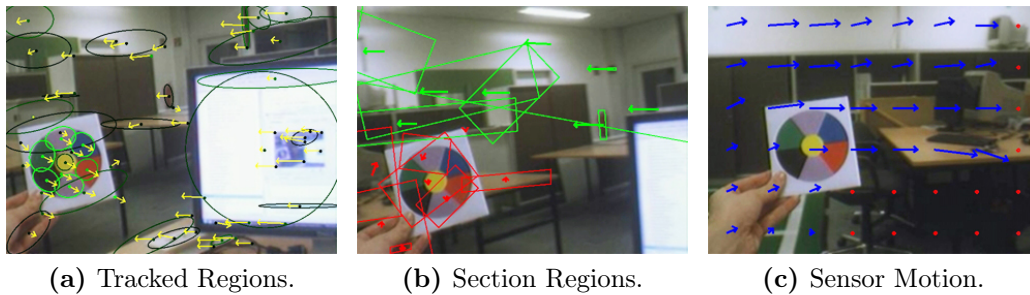 (a) Tracked Regions.
(b) Section Regions.
(c) Sensor Motion.